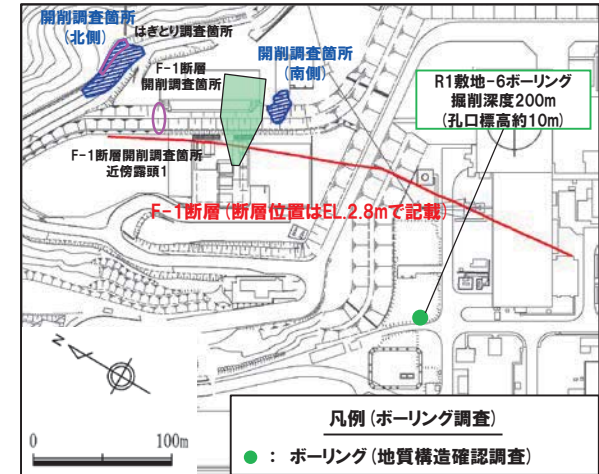 開削調査箇所
(北側)
はぎとり調査箇所
F-1断層
開削調査箇所
開削調査箇所
(南側)
R1敷地-6ボーリング
掘削深度200m
(孔口標高約10m)
F-1断層開削調査箇所
近傍露頭1
F-1断層(断層位置はEL.2.8mで記載)
N
0 100m
凡例(ボーリング調査)
● : ボーリング(地質構造確認調査)